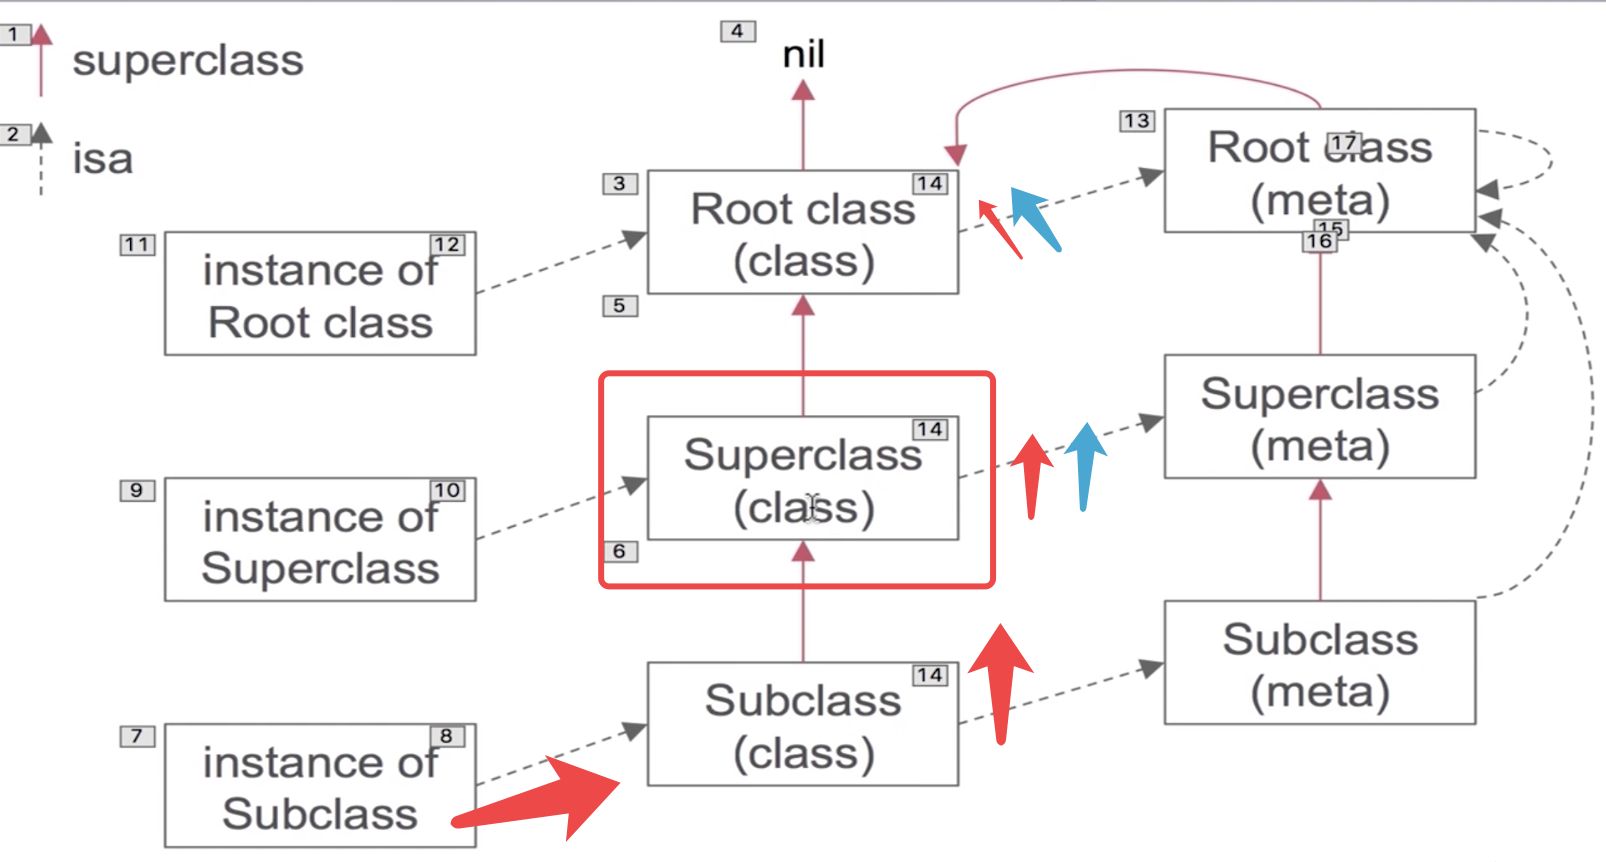 1
superclass
2
isa
4
nil
13
Root class
17
(meta)
15
16
3
14
Root class
(class)
11
12
instance of
Root class
5
14
Superclass
(class)
6
Superclass
(meta)
9
10
instance of
Superclass
14
Subclass
(class)
Subclass
(meta)
7
8
instance of
Subclass